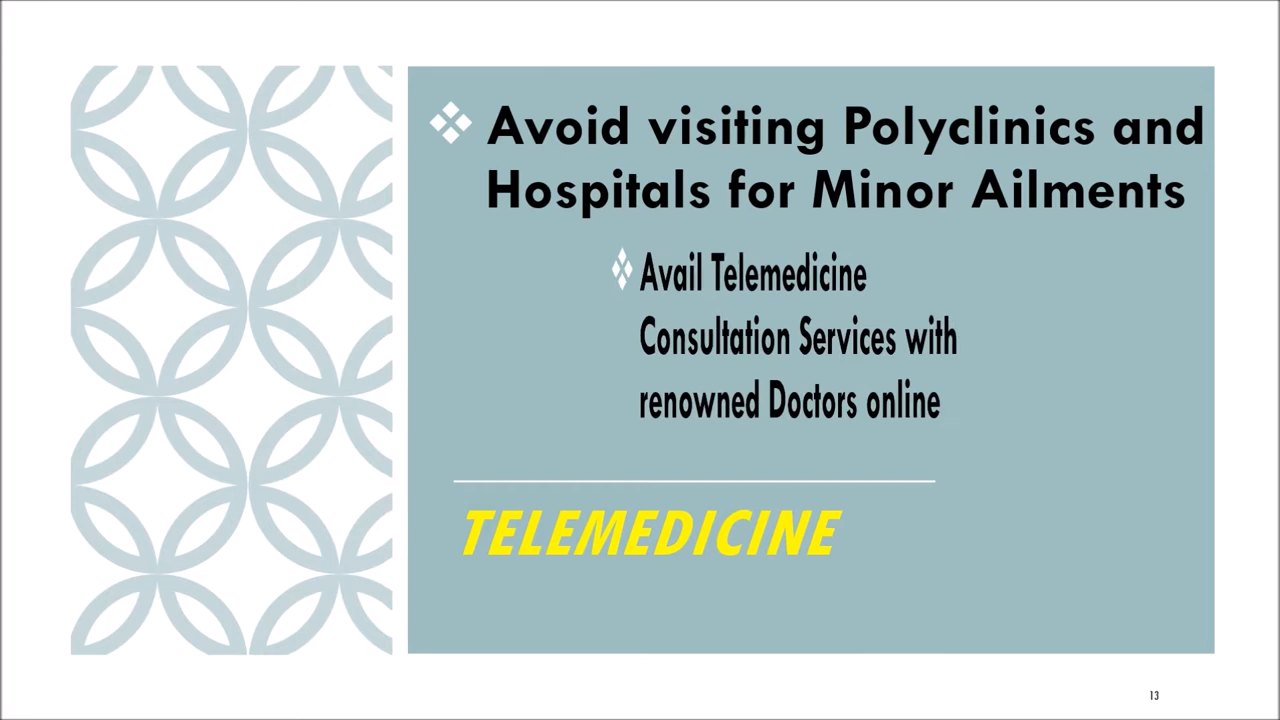 Avoid visiting Polyclinics and
Hospitals for Minor Ailments
Avail Telemedicine
Consultation Services with
renowned Doctors online
TELEMEDICINE
13